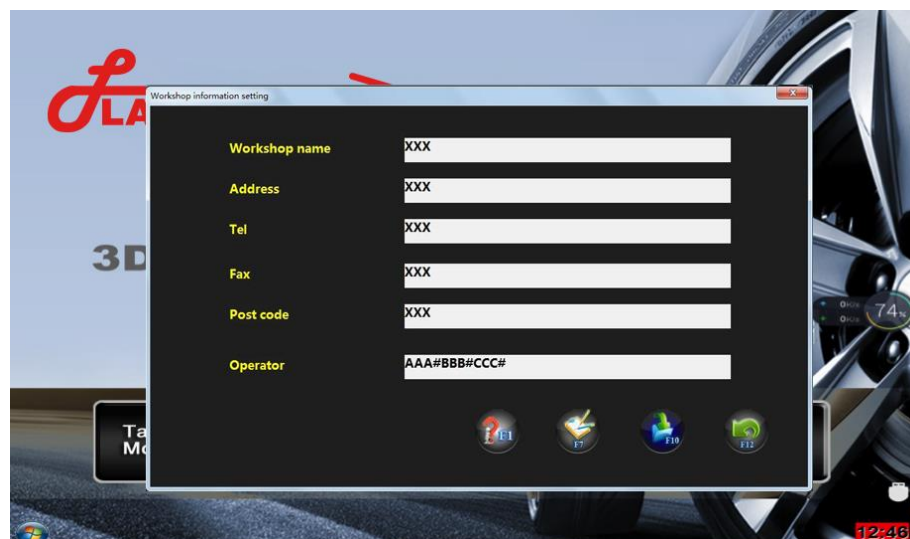 Workshop information setting
Workshop name XXX
Address XXX
Tel XXX
Fax XXX
Post code XXX
Operator AAA#BBB#CCC#
F1 F7 F10 F12
LA
3D
Ta
Mo
74%
12:46